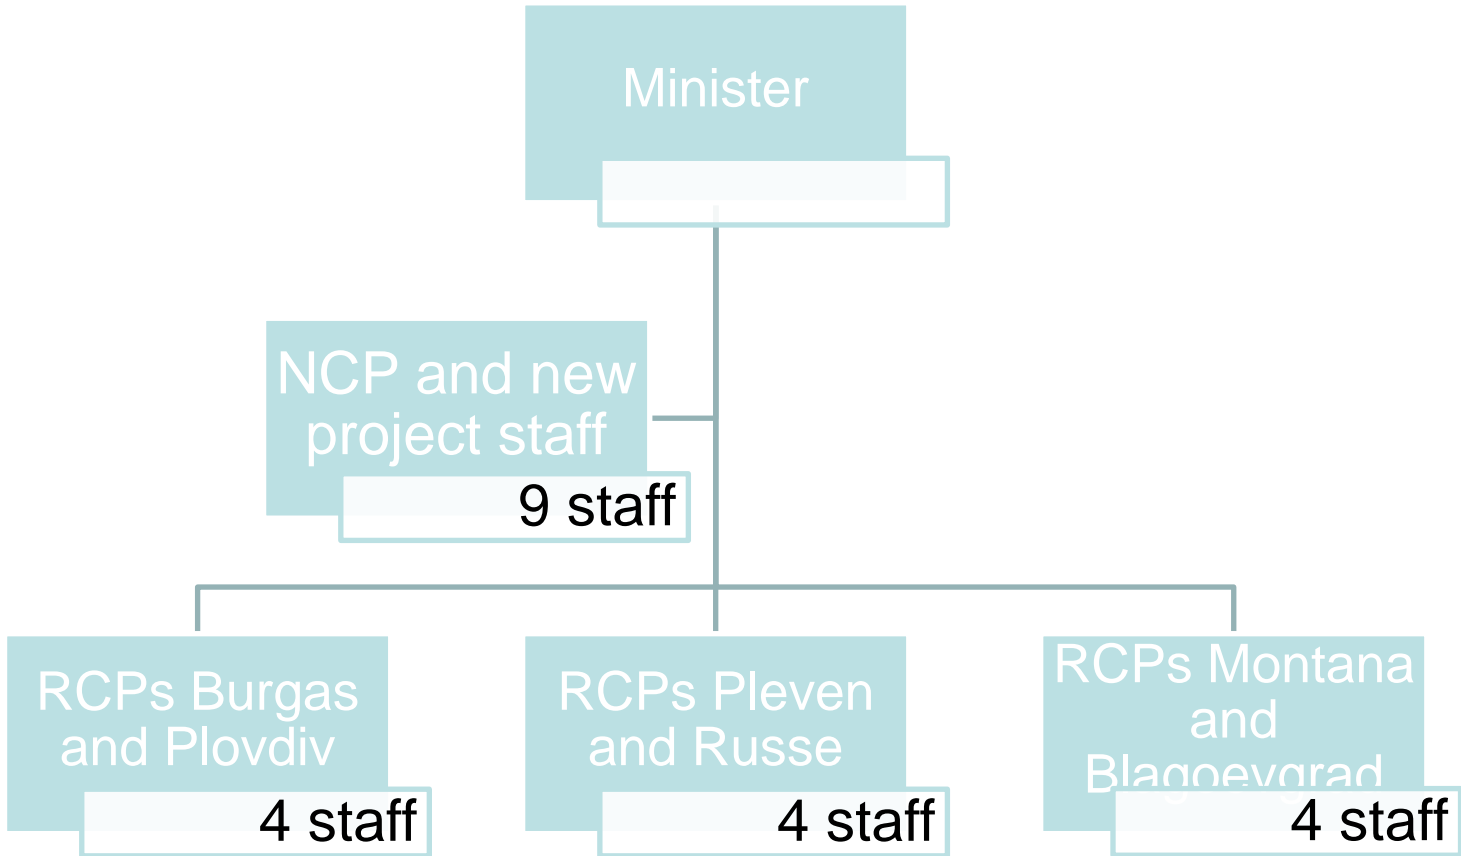 Minister
NCP and new
project staff
9 staff
RCPs Burgas
and Plovdiv
4 staff
RCPs Pleven
and Russe
4 staff
RCPs Montana
and
Blagoevgrad
4 staff